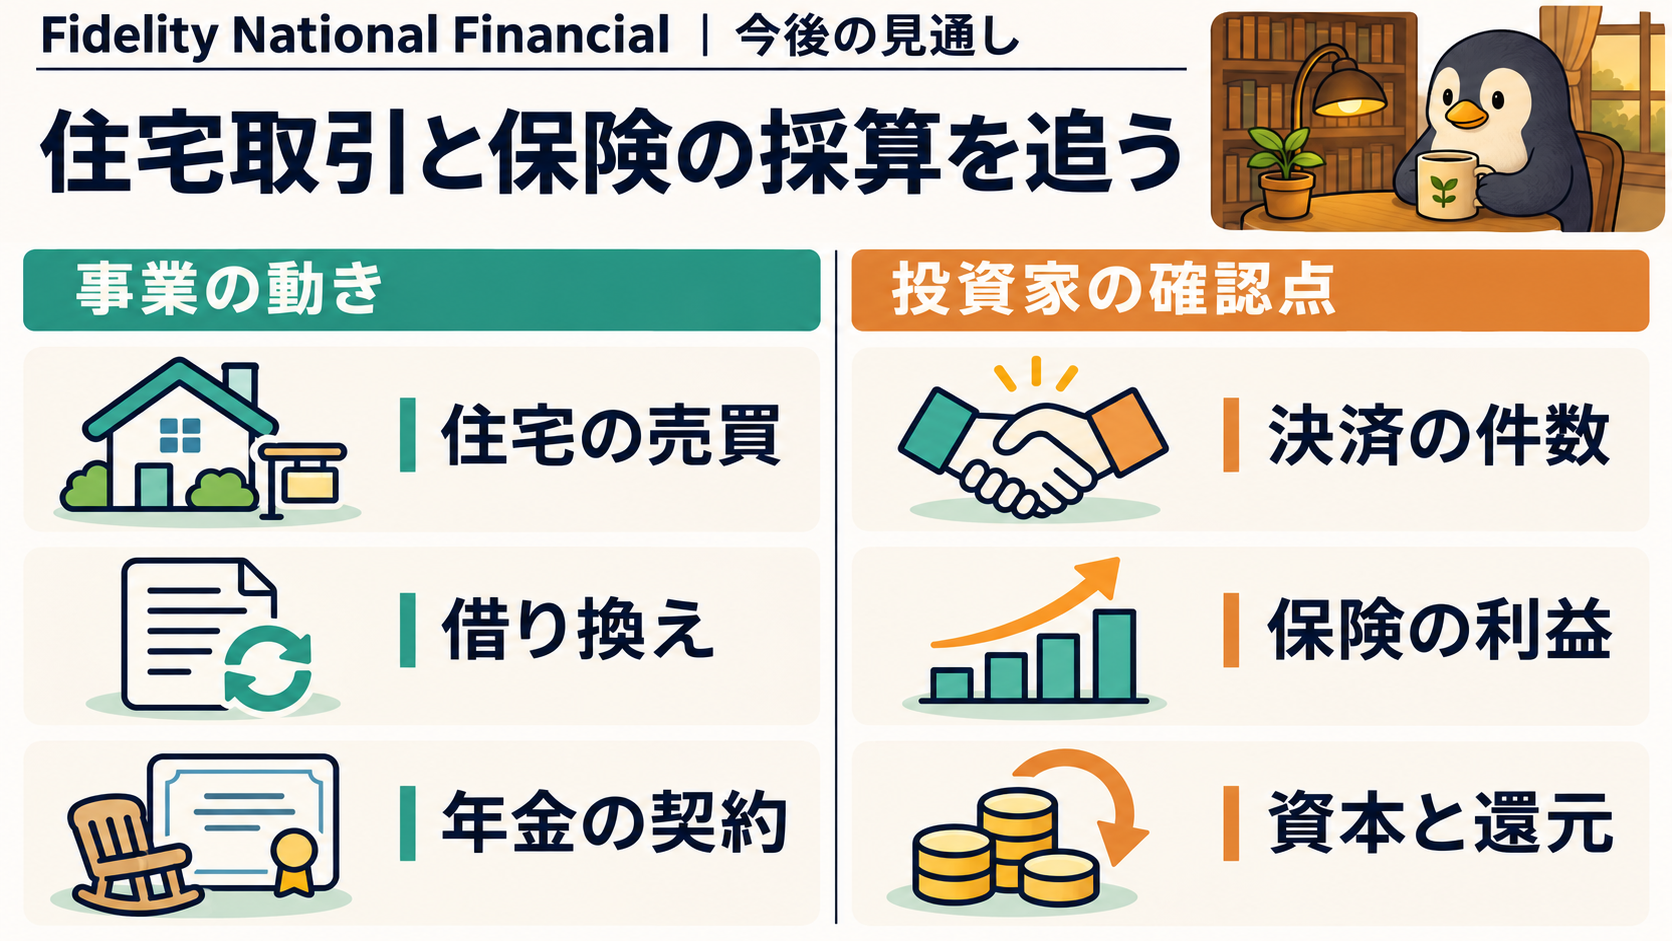 Fidelity National Financial | 今後の見通し
住宅取引と保険の採算を追う
事業の動き
住宅の売買
借り換え
年金の契約
投資家の確認点
決済の件数
保険の利益
資本と還元